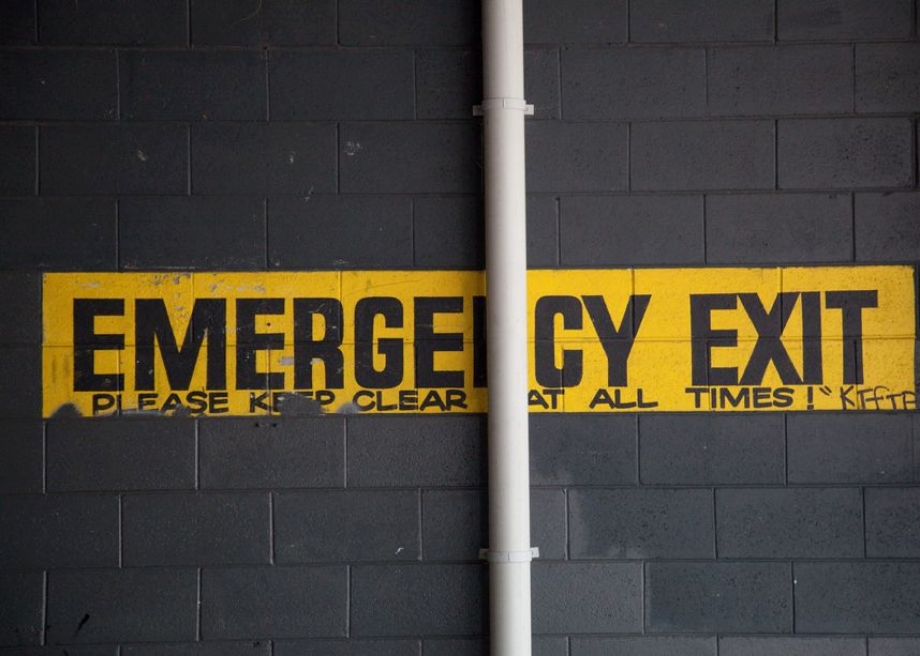 EMERGENCY EXIT
PLEASE KEEP CLEAR AT ALL TIMES!"